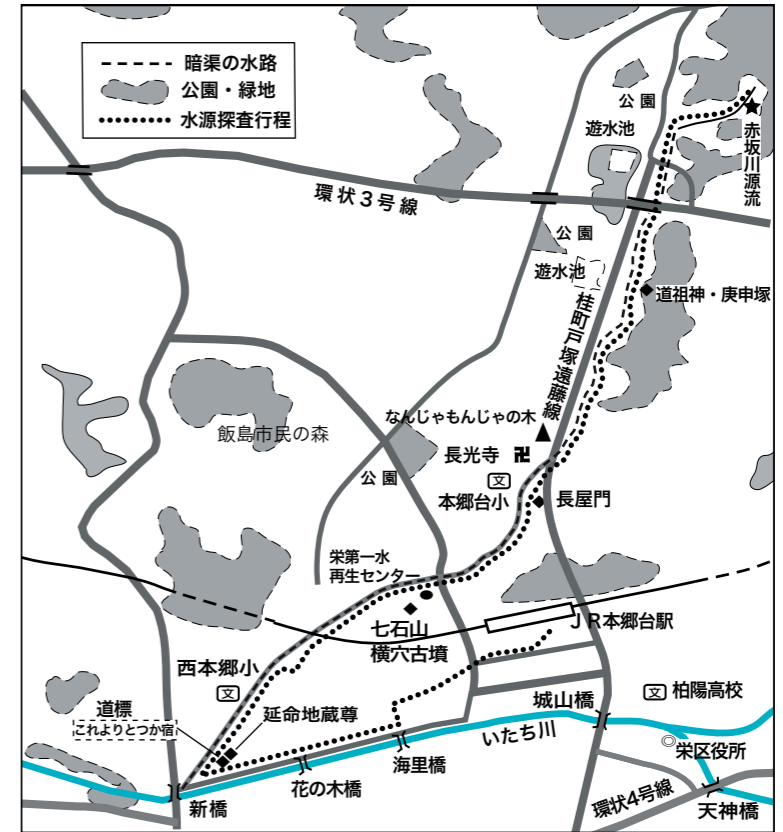 暗渠の水路
公園・緑地
水源探査行程
公 園
遊水池
赤坂川源流
環状３号線
公 園
遊水池
道祖神・庚申塚
桂町戸塚遠藤線
なんじゃもんじゃの木
飯島市民の森
長光寺
卍
公 園
文
本郷台小
長屋門
栄第一水
再生センター
七石山
横穴古墳
ＪＲ本郷台駅
西本郷小
文
道標
これよりとつか宿
延命地蔵尊
城山橋
文 柏陽高校
いたち川
海里橋
栄区役所
花の木橋
新橋
環状4号線
天神橋